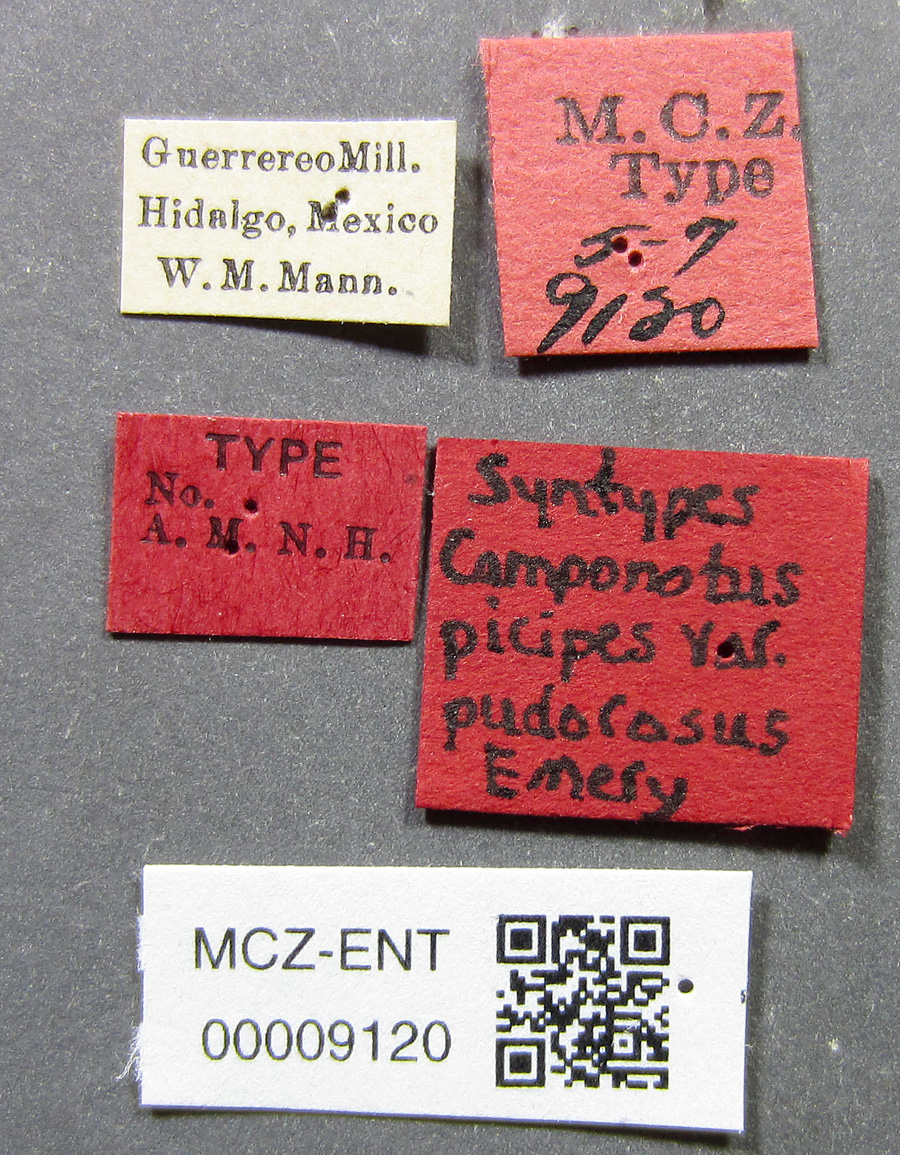 GuerrereoMill.
Hidalgo, Mexico
W. M. Mann.
M. C. Z.
Type
5-7
9120
TYPE
No.
A. M. N. H.
Syntypes
Camponotus
picipes var.
pudorosus
Emery
MCZ-ENT
00009120